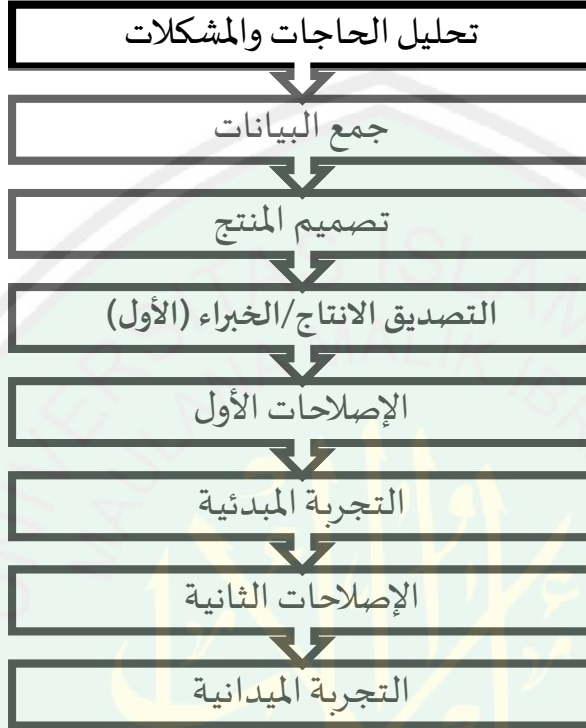 تحليل الحاجات والمشكلات
جمع البيانات
تصميم المنتج
التصديق الانتاج/الخبراء (الأول)
الإصلاحات الأول
التجربة المبدئية
الإصلاحات الثانية
التجربة الميدانية